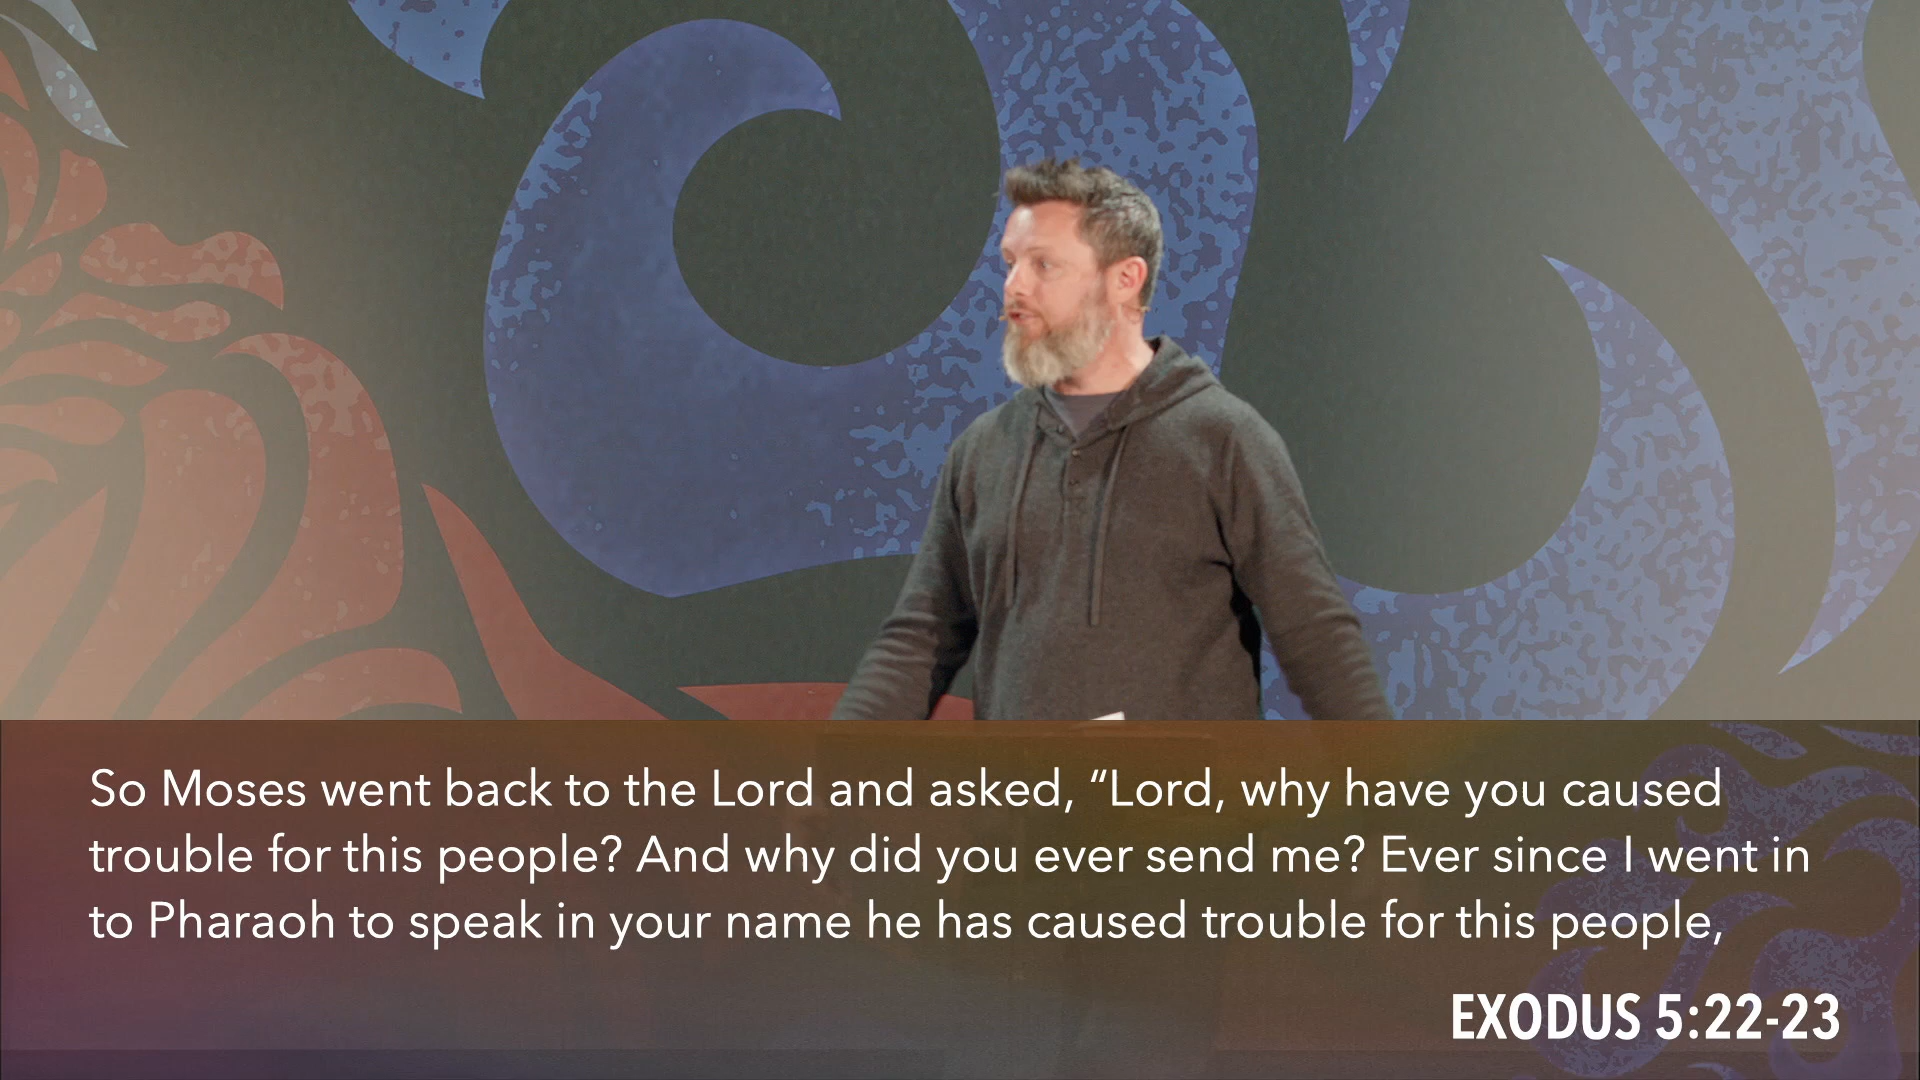 So Moses went back to the Lord and asked, “Lord, why have you caused
trouble for this people? And why did you ever send me? Ever since I went in
to Pharaoh to speak in your name he has caused trouble for this people,
EXODUS 5:22-23